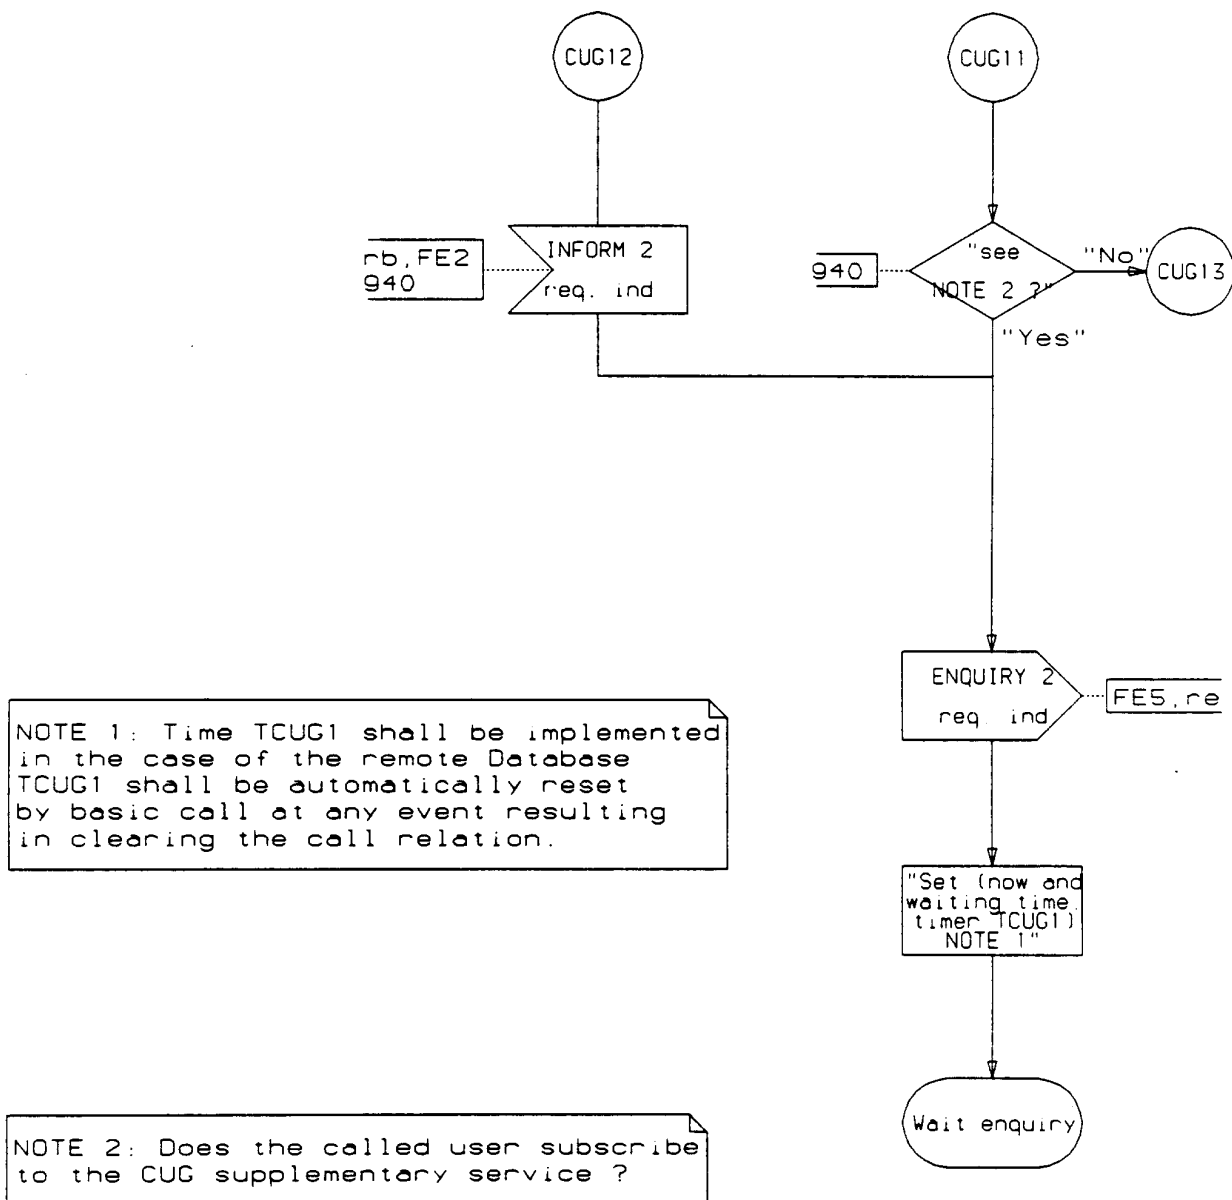 CUG12
CUG11
rb,FE2
940
INFORM 2
req. ind
940
"see
NOTE 2 ?"
"No"
CUG13
"Yes"
ENQUIRY 2
req. ind
FE5,re
NOTE 1: Time TCUG1 shall be implemented
in the case of the remote Database
TCUG1 shall be automatically reset
by basic call at any event resulting
in clearing the call relation.
"Set (now and
waiting time,
timer TCUG1)
NOTE 1"
Wait enquiry
NOTE 2: Does the called user subscribe
to the CUG supplementary service ?